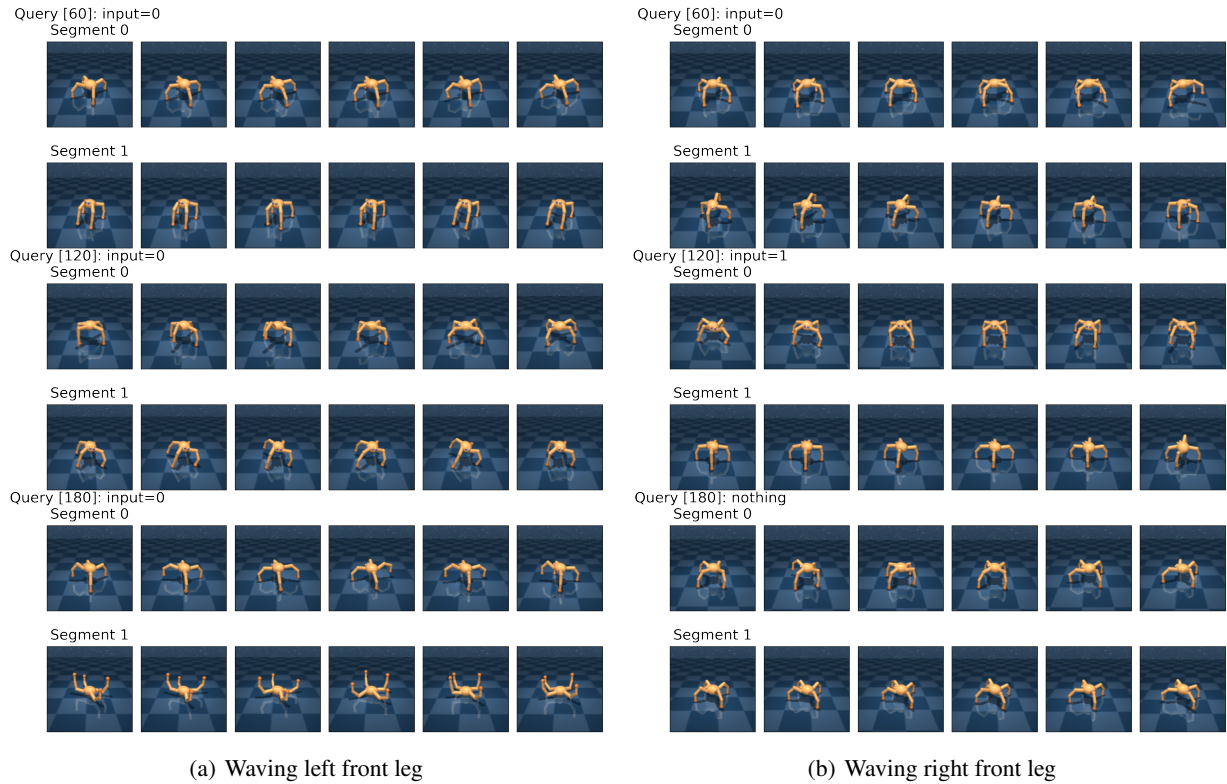 Query [60]: input=0
Segment 0
Segment 1
Query [120]: input=0
Segment 0
Segment 1
Query [180]: input=0
Segment 0
Segment 1
(a) Waving left front leg
Query [60]: input=0
Segment 0
Segment 1
Query [120]: input=1
Segment 0
Segment 1
Query [180]: nothing
Segment 0
Segment 1
(b) Waving right front leg